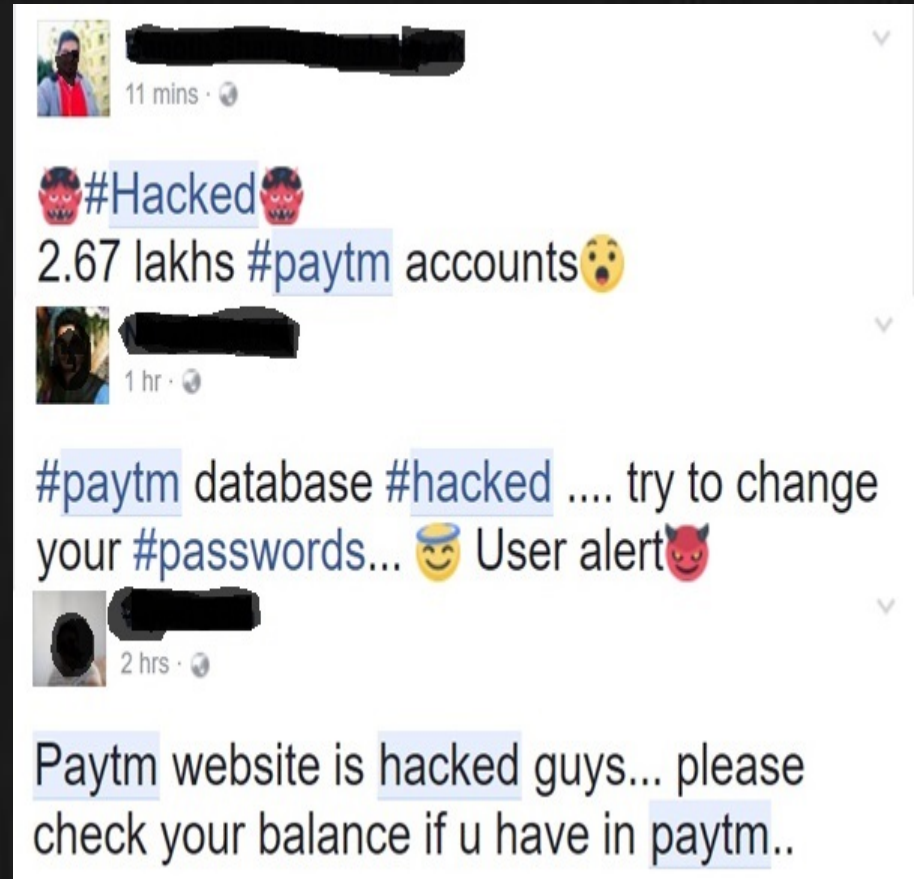 11 mins ·
👹#Hacked👹
2.67 lakhs #paytm accounts😯
1 hr ·
#paytm database #hacked .... try to change
your #passwords... 😇 User alert😈
2 hrs ·
Paytm website is hacked guys... please
check your balance if u have in paytm..